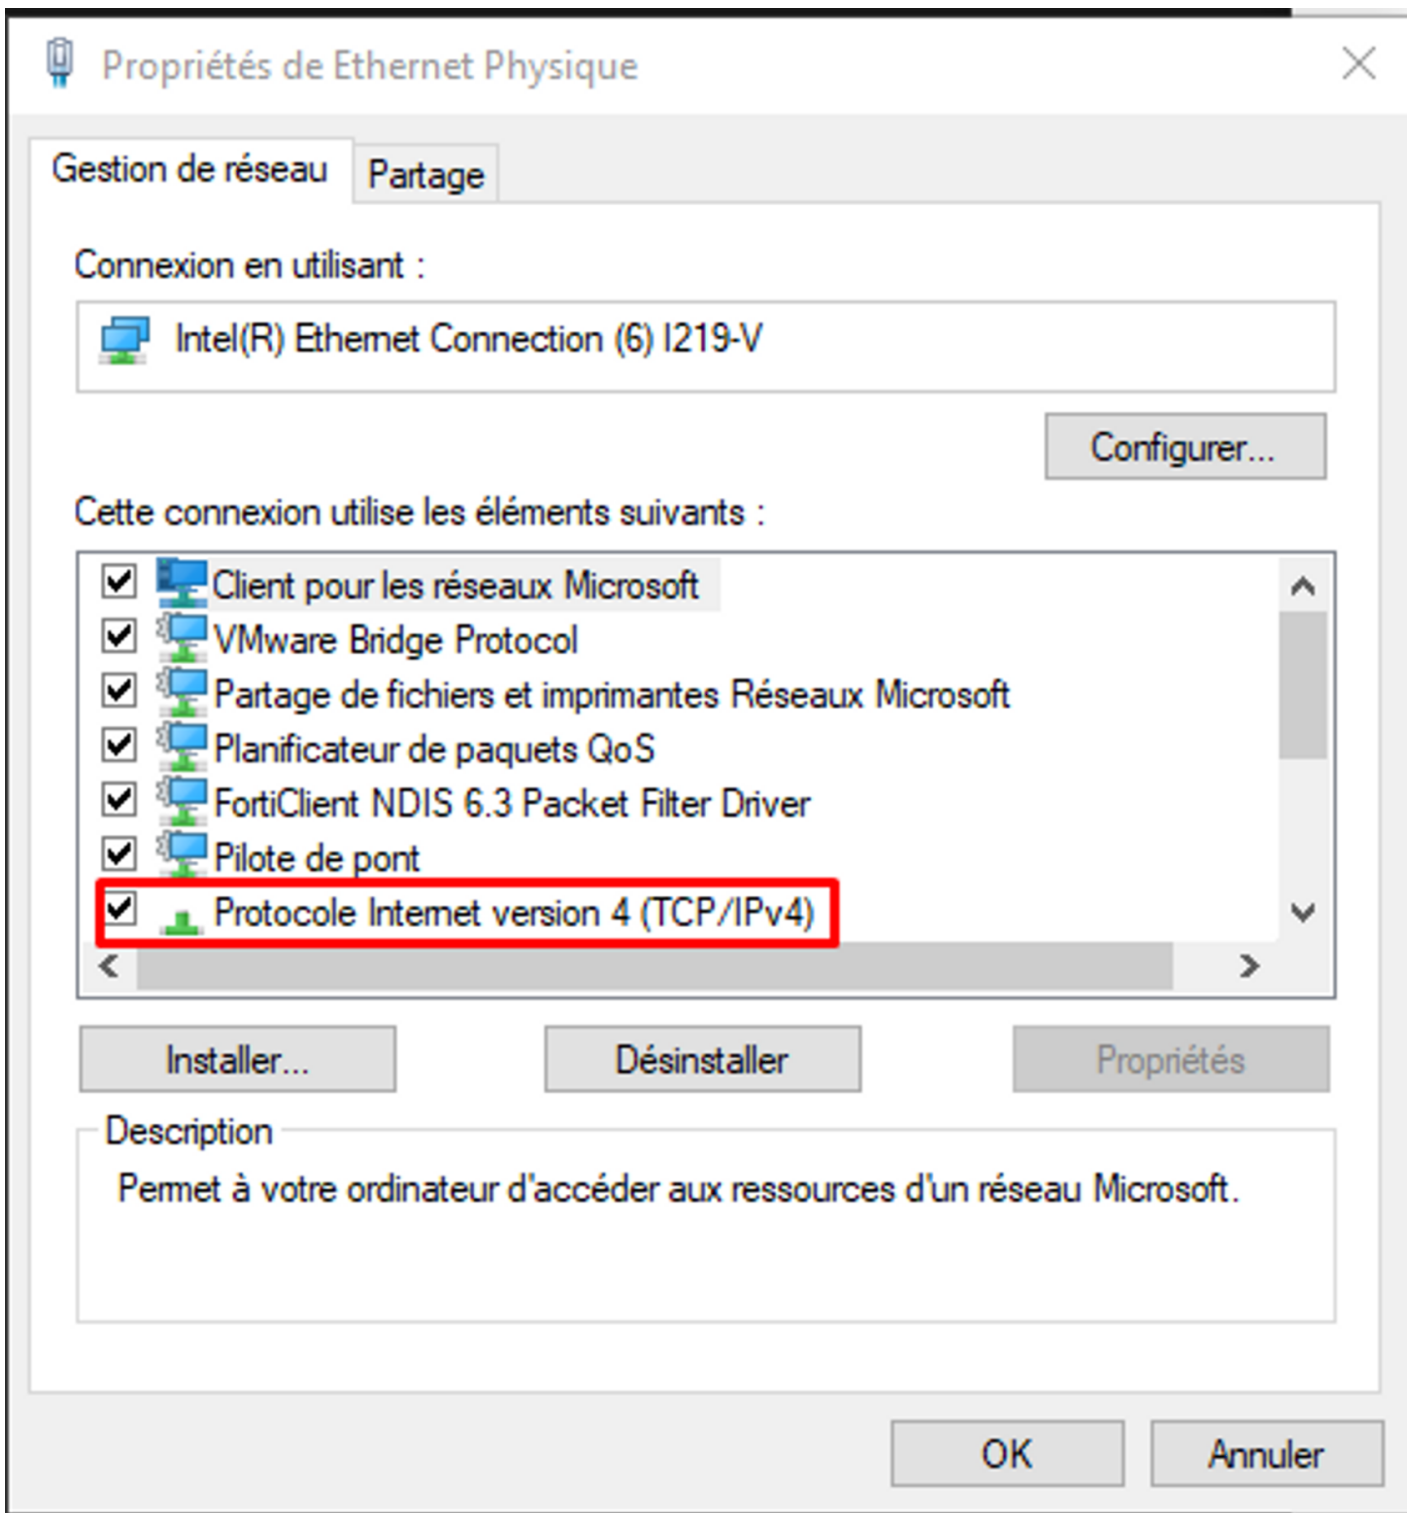 Propriétés de Ethernet Physique
Gestion de réseau
Partage
Connexion en utilisant :
Intel(R) Ethernet Connection (6) I219-V
Configurer...
Cette connexion utilise les éléments suivants :
Client pour les réseaux Microsoft
VMware Bridge Protocol
Partage de fichiers et imprimantes Réseaux Microsoft
Planificateur de paquets QoS
FortiClient NDIS 6.3 Packet Filter Driver
Pilote de pont
Protocole Internet version 4 (TCP/IPv4)
Installer...
Désinstaller
Propriétés
Description
Permet à votre ordinateur d'accéder aux ressources d'un réseau Microsoft.
OK
Annuler